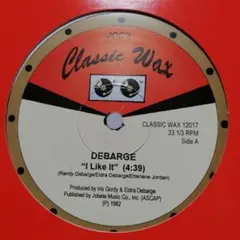 Classic Wax
CLASSIC WAX 12017
33 1/3 RPM
Side A
DEBARGE
"I Like It" (4:39)
(Randy Debarge/Eldra Debarge/Etterlene Jordan)
Produced by Iris Gordy & Eldra Debarge
Published by Jobete Music Co., Inc. (ASCAP)
(P) 1982